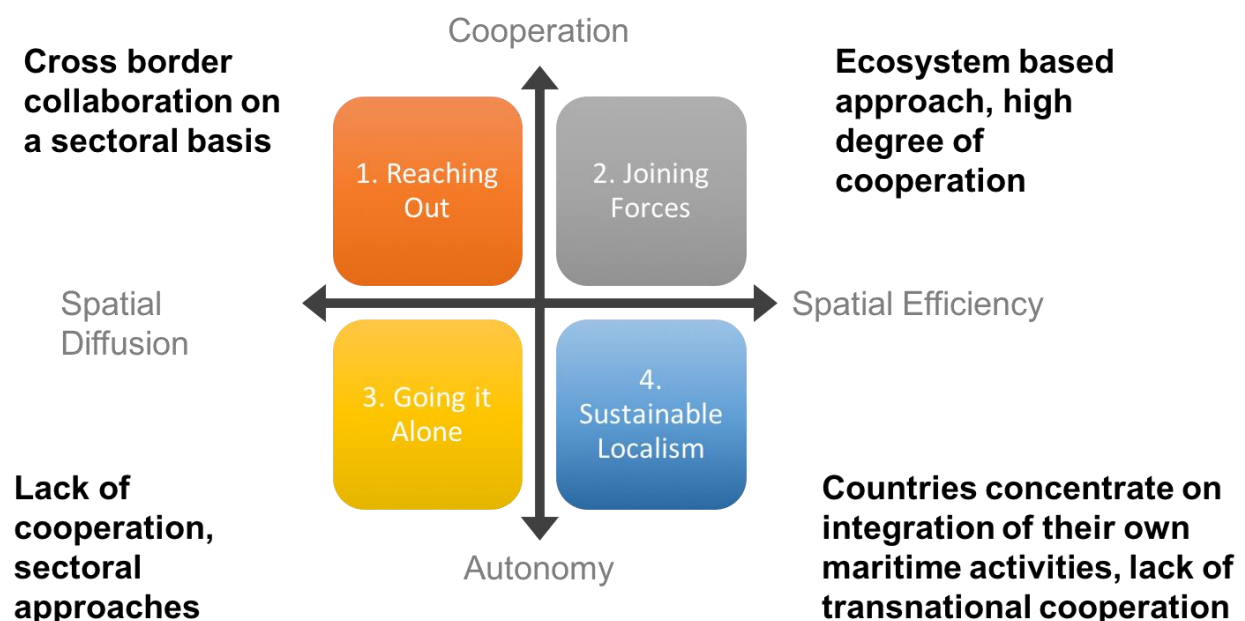 Cooperation
Cross border
collaboration on
a sectoral basis
Ecosystem based
approach, high
degree of
cooperation
1. Reaching
Out
2. Joining
Forces
Spatial
Diffusion
Spatial Efficiency
3. Going it
Alone
4.
Sustainable
Localism
Lack of
cooperation,
sectoral
approaches
Autonomy
Countries concentrate on
integration of their own
maritime activities, lack of
transnational cooperation